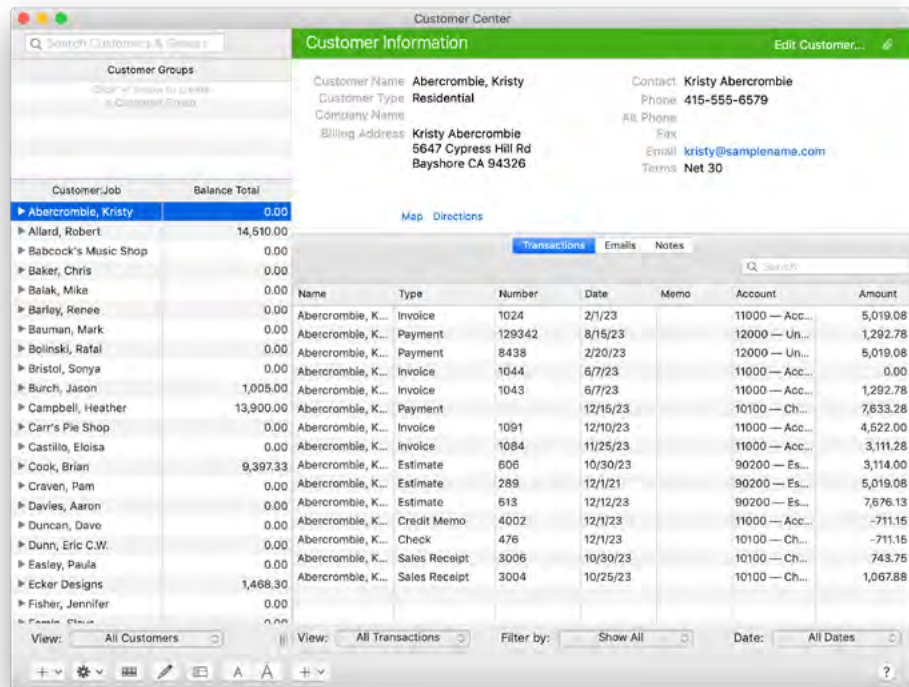 Customer Center
Search Customers & Groups
Customer Groups
Click + below to create
a Customer Group
Customer:Job Balance Total
Abercrombie, Kristy 0.00
Allard, Robert 14,510.00
Babcock's Music Shop 0.00
Baker, Chris 0.00
Balak, Mike 0.00
Barley, Renee 0.00
Bauman, Mark 0.00
Bolinski, Rafal 0.00
Bristol, Sonya 0.00
Burch, Jason 1,005.00
Campbell, Heather 13,900.00
Carr's Pie Shop 0.00
Castillo, Eloisa 0.00
Cook, Brian 9,397.33
Craven, Pam 0.00
Davies, Aaron 0.00
Duncan, Dave 0.00
Dunn, Eric C.W. 0.00
Easley, Paula 0.00
Ecker Designs 1,468.30
Fisher, Jennifer 0.00
View: All Customers
Customer Information Edit Customer...
Customer Name Abercrombie, Kristy
Customer Type Residential
Company Name
Billing Address Kristy Abercrombie
5647 Cypress Hill Rd
Bayshore CA 94326
Contact Kristy Abercrombie
Phone 415-555-6579
Alt Phone
Fax
Email kristy@samplename.com
Terms Net 30
Map Directions
Transactions Emails Notes
Search
Name Type Number Date Memo Account Amount
Abercrombie, K... Invoice 1024 2/1/23 11000 — Acc... 5,019.08
Abercrombie, K... Payment 129342 8/15/23 12000 — Un... 1,292.78
Abercrombie, K... Payment 8438 2/20/23 12000 — Un... 5,019.08
Abercrombie, K... Invoice 1044 6/7/23 11000 — Acc... 0.00
Abercrombie, K... Invoice 1043 6/7/23 11000 — Acc... 1,292.78
Abercrombie, K... Payment 12/15/23 10100 — Ch... 7,633.28
Abercrombie, K... Invoice 1091 12/10/23 11000 — Acc... 4,522.00
Abercrombie, K... Invoice 1084 11/25/23 11000 — Acc... 3,111.28
Abercrombie, K... Estimate 606 10/30/23 90200 — Es... 3,114.00
Abercrombie, K... Estimate 289 12/1/21 90200 — Es... 5,019.08
Abercrombie, K... Estimate 613 12/12/23 90200 — Es... 7,676.13
Abercrombie, K... Credit Memo 4002 12/1/23 11000 — Acc... -711.15
Abercrombie, K... Check 476 12/1/23 10100 — Ch... -711.15
Abercrombie, K... Sales Receipt 3006 10/30/23 10100 — Ch... 743.75
Abercrombie, K... Sales Receipt 3004 10/25/23 10100 — Ch... 1,067.88
View: All Transactions Filter by: Show All Date: All Dates
A A ?